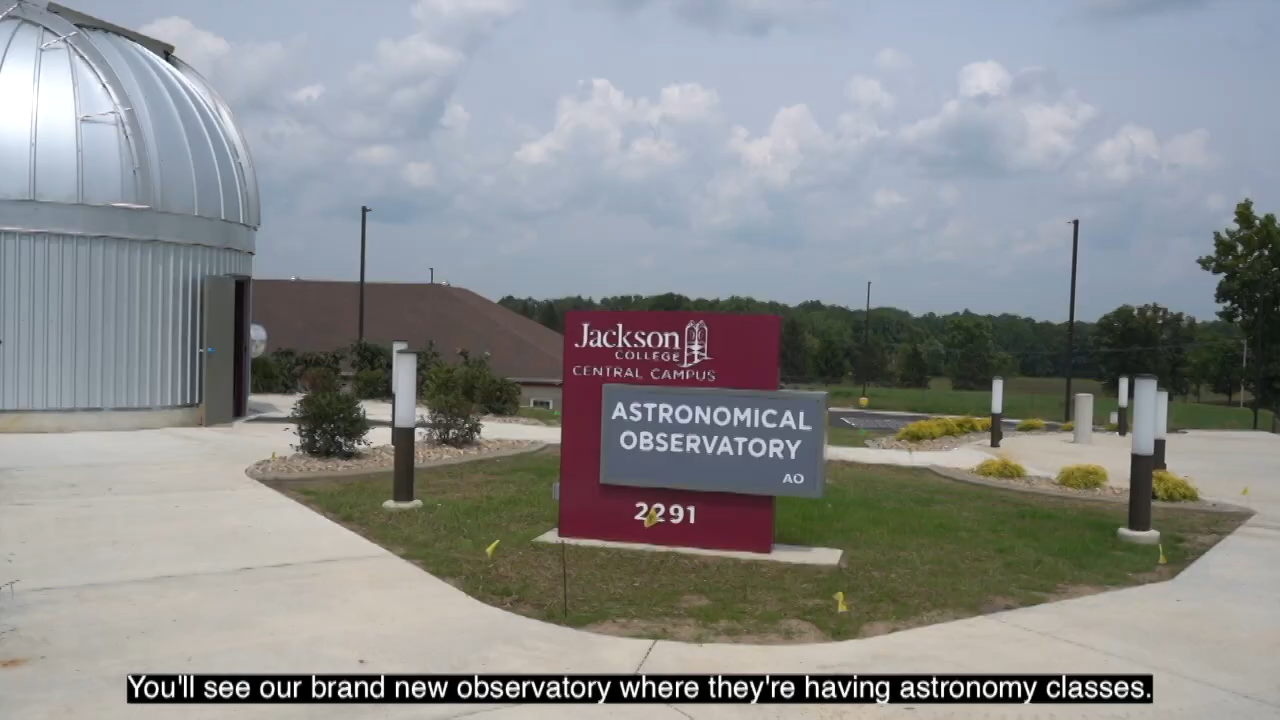 Jackson
COLLEGE
CENTRAL CAMPUS
ASTRONOMICAL
OBSERVATORY
AO
2291
You'll see our brand new observatory where they're having astronomy classes.